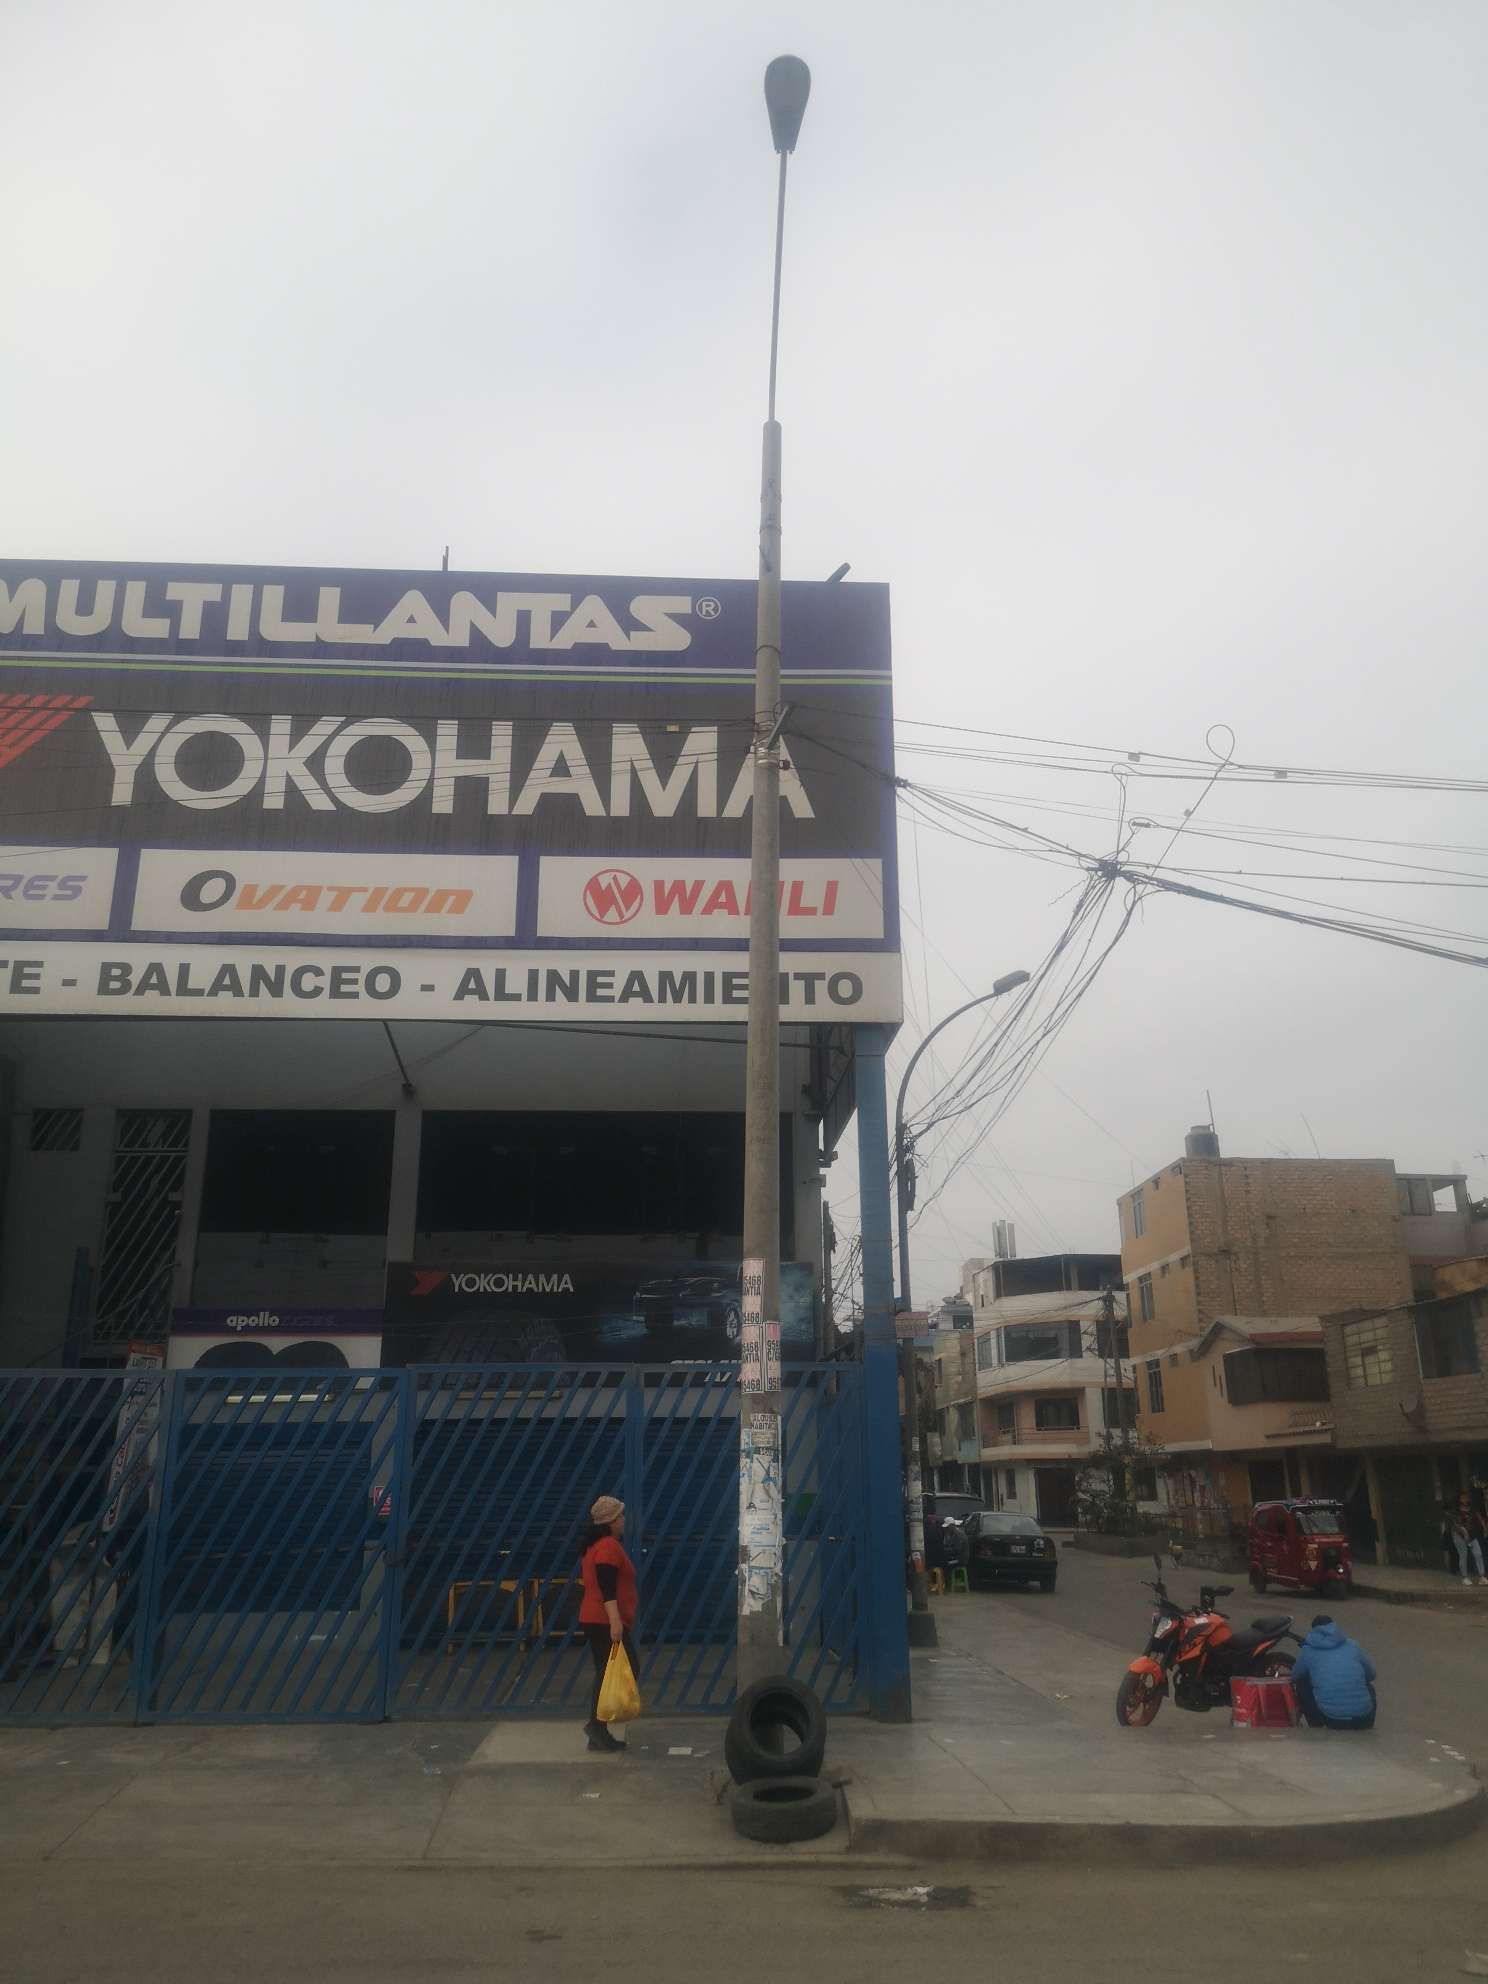 MULTILLANTAS®
YOKOHAMA
RES
OVATION
WANLI
TE - BALANCEO - ALINEAMIENTO
YOKOHAMA
apollo